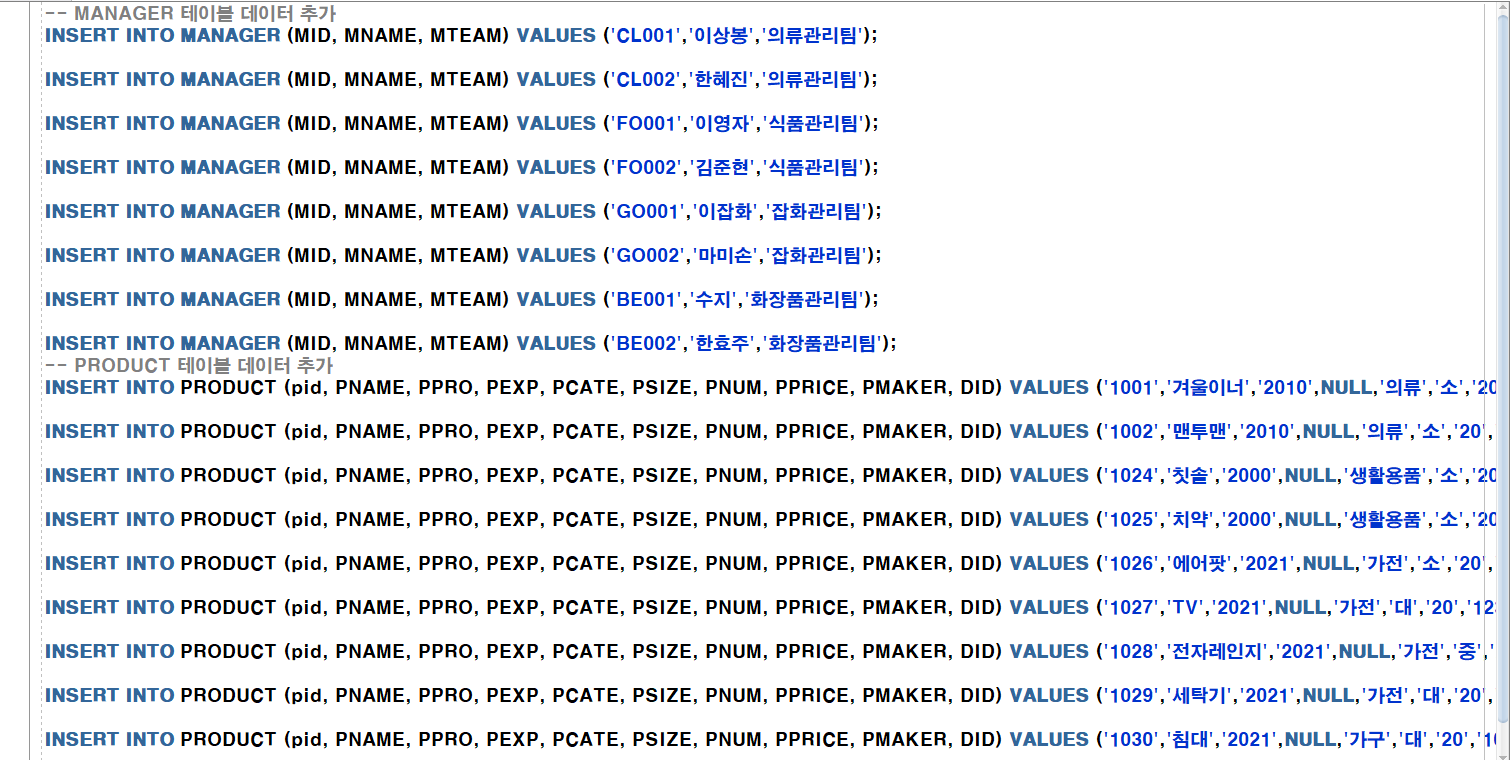 -- MANAGER 테이블 데이터 추가
INSERT INTO MANAGER (MID, MNAME, MTEAM) VALUES ('CL001','이상봉','의류관리팀');
INSERT INTO MANAGER (MID, MNAME, MTEAM) VALUES ('CL002','한혜진','의류관리팀');
INSERT INTO MANAGER (MID, MNAME, MTEAM) VALUES ('FO001','이영자','식품관리팀');
INSERT INTO MANAGER (MID, MNAME, MTEAM) VALUES ('FO002','김준현','식품관리팀');
INSERT INTO MANAGER (MID, MNAME, MTEAM) VALUES ('GO001','이잡화','잡화관리팀');
INSERT INTO MANAGER (MID, MNAME, MTEAM) VALUES ('GO002','마미손','잡화관리팀');
INSERT INTO MANAGER (MID, MNAME, MTEAM) VALUES ('BE001','수지','화장품관리팀');
INSERT INTO MANAGER (MID, MNAME, MTEAM) VALUES ('BE002','한효주','화장품관리팀');
-- PRODUCT 테이블 데이터 추가
INSERT INTO PRODUCT (pid, PNAME, PPRO, PEXP, PCATE, PSIZE, PNUM, PPRICE, PMAKER, DID) VALUES ('1001','겨울이너','2010',NULL,'의류','소','20
INSERT INTO PRODUCT (pid, PNAME, PPRO, PEXP, PCATE, PSIZE, PNUM, PPRICE, PMAKER, DID) VALUES ('1002','맨투맨','2010',NULL,'의류','소','20',
INSERT INTO PRODUCT (pid, PNAME, PPRO, PEXP, PCATE, PSIZE, PNUM, PPRICE, PMAKER, DID) VALUES ('1024','칫솔','2000',NULL,'생활용품','소','20
INSERT INTO PRODUCT (pid, PNAME, PPRO, PEXP, PCATE, PSIZE, PNUM, PPRICE, PMAKER, DID) VALUES ('1025','치약','2000',NULL,'생활용품','소','20
INSERT INTO PRODUCT (pid, PNAME, PPRO, PEXP, PCATE, PSIZE, PNUM, PPRICE, PMAKER, DID) VALUES ('1026','에어팟','2021',NULL,'가전','소','20',
INSERT INTO PRODUCT (pid, PNAME, PPRO, PEXP, PCATE, PSIZE, PNUM, PPRICE, PMAKER, DID) VALUES ('1027','TV','2021',NULL,'가전','대','20','12
INSERT INTO PRODUCT (pid, PNAME, PPRO, PEXP, PCATE, PSIZE, PNUM, PPRICE, PMAKER, DID) VALUES ('1028','전자레인지','2021',NULL,'가전','중','
INSERT INTO PRODUCT (pid, PNAME, PPRO, PEXP, PCATE, PSIZE, PNUM, PPRICE, PMAKER, DID) VALUES ('1029','세탁기','2021',NULL,'가전','대','20',
INSERT INTO PRODUCT (pid, PNAME, PPRO, PEXP, PCATE, PSIZE, PNUM, PPRICE, PMAKER, DID) VALUES ('1030','침대','2021',NULL,'가구','대','20','1